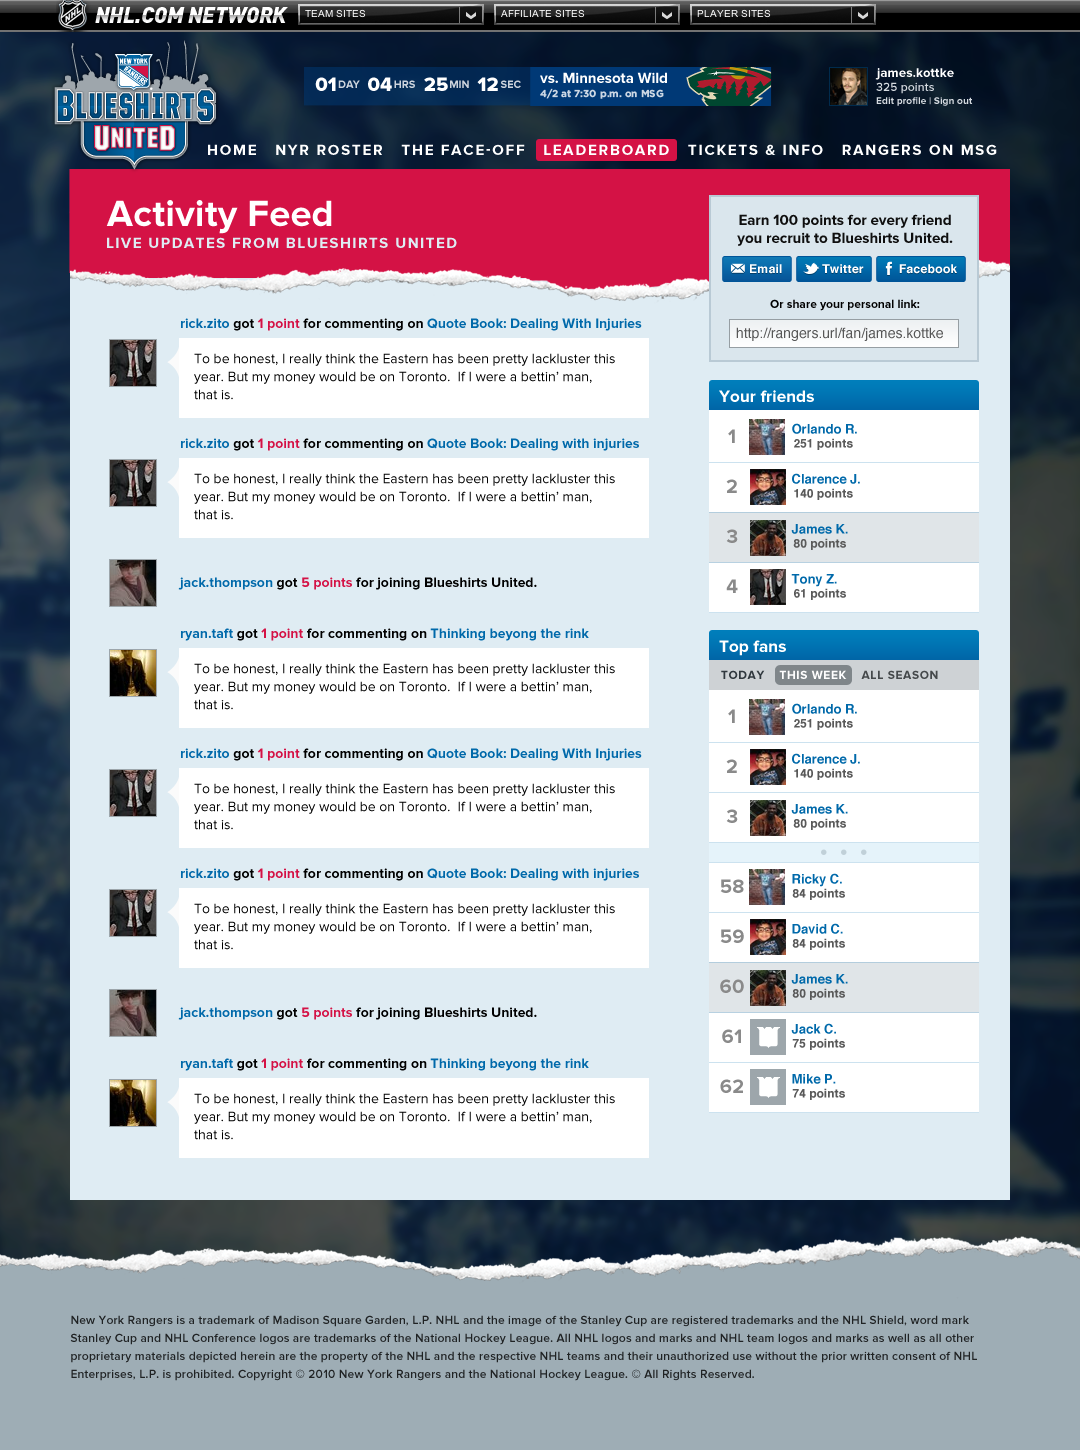 NHL.COM NETWORK
TEAM SITES
AFFILIATE SITES
PLAYER SITES
NEW YORK
RANGERS
BLUESHIRTS
UNITED
01 DAY 04 HRS 25 MIN 12 SEC
vs. Minnesota Wild
4/2 at 7:30 p.m. on MSG
james.kottke
325 points
Edit profile | Sign out
HOME NYR ROSTER THE FACE-OFF LEADERBOARD TICKETS & INFO RANGERS ON MSG
Activity Feed
LIVE UPDATES FROM BLUESHIRTS UNITED
rick.zito got 1 point for commenting on Quote Book: Dealing With Injuries
To be honest, I really think the Eastern has been pretty lackluster this
year. But my money would be on Toronto. If I were a bettin' man,
that is.
rick.zito got 1 point for commenting on Quote Book: Dealing with injuries
To be honest, I really think the Eastern has been pretty lackluster this
year. But my money would be on Toronto. If I were a bettin' man,
that is.
jack.thompson got 5 points for joining Blueshirts United.
ryan.taft got 1 point for commenting on Thinking beyong the rink
To be honest, I really think the Eastern has been pretty lackluster this
year. But my money would be on Toronto. If I were a bettin' man,
that is.
rick.zito got 1 point for commenting on Quote Book: Dealing With Injuries
To be honest, I really think the Eastern has been pretty lackluster this
year. But my money would be on Toronto. If I were a bettin' man,
that is.
rick.zito got 1 point for commenting on Quote Book: Dealing with injuries
To be honest, I really think the Eastern has been pretty lackluster this
year. But my money would be on Toronto. If I were a bettin' man,
that is.
jack.thompson got 5 points for joining Blueshirts United.
ryan.taft got 1 point for commenting on Thinking beyong the rink
To be honest, I really think the Eastern has been pretty lackluster this
year. But my money would be on Toronto. If I were a bettin' man,
that is.
Earn 100 points for every friend
you recruit to Blueshirts United.
Email Twitter Facebook
Or share your personal link:
http://rangers.url/fan/james.kottke
Your friends
1 Orlando R.
251 points
2 Clarence J.
140 points
3 James K.
80 points
4 Tony Z.
61 points
Top fans
TODAY THIS WEEK ALL SEASON
1 Orlando R.
251 points
2 Clarence J.
140 points
3 James K.
80 points
58 Ricky C.
84 points
59 David C.
84 points
60 James K.
80 points
61 Jack C.
75 points
62 Mike P.
74 points
New York Rangers is a trademark of Madison Square Garden, L.P. NHL and the image of the Stanley Cup are registered trademarks and the NHL Shield, word mark
Stanley Cup and NHL Conference logos are trademarks of the National Hockey League. All NHL logos and marks and NHL team logos and marks as well as all other
proprietary materials depicted herein are the property of the NHL and the respective NHL teams and their unauthorized use without the prior written consent of NHL
Enterprises, L.P. is prohibited. Copyright © 2010 New York Rangers and the National Hockey League. © All Rights Reserved.